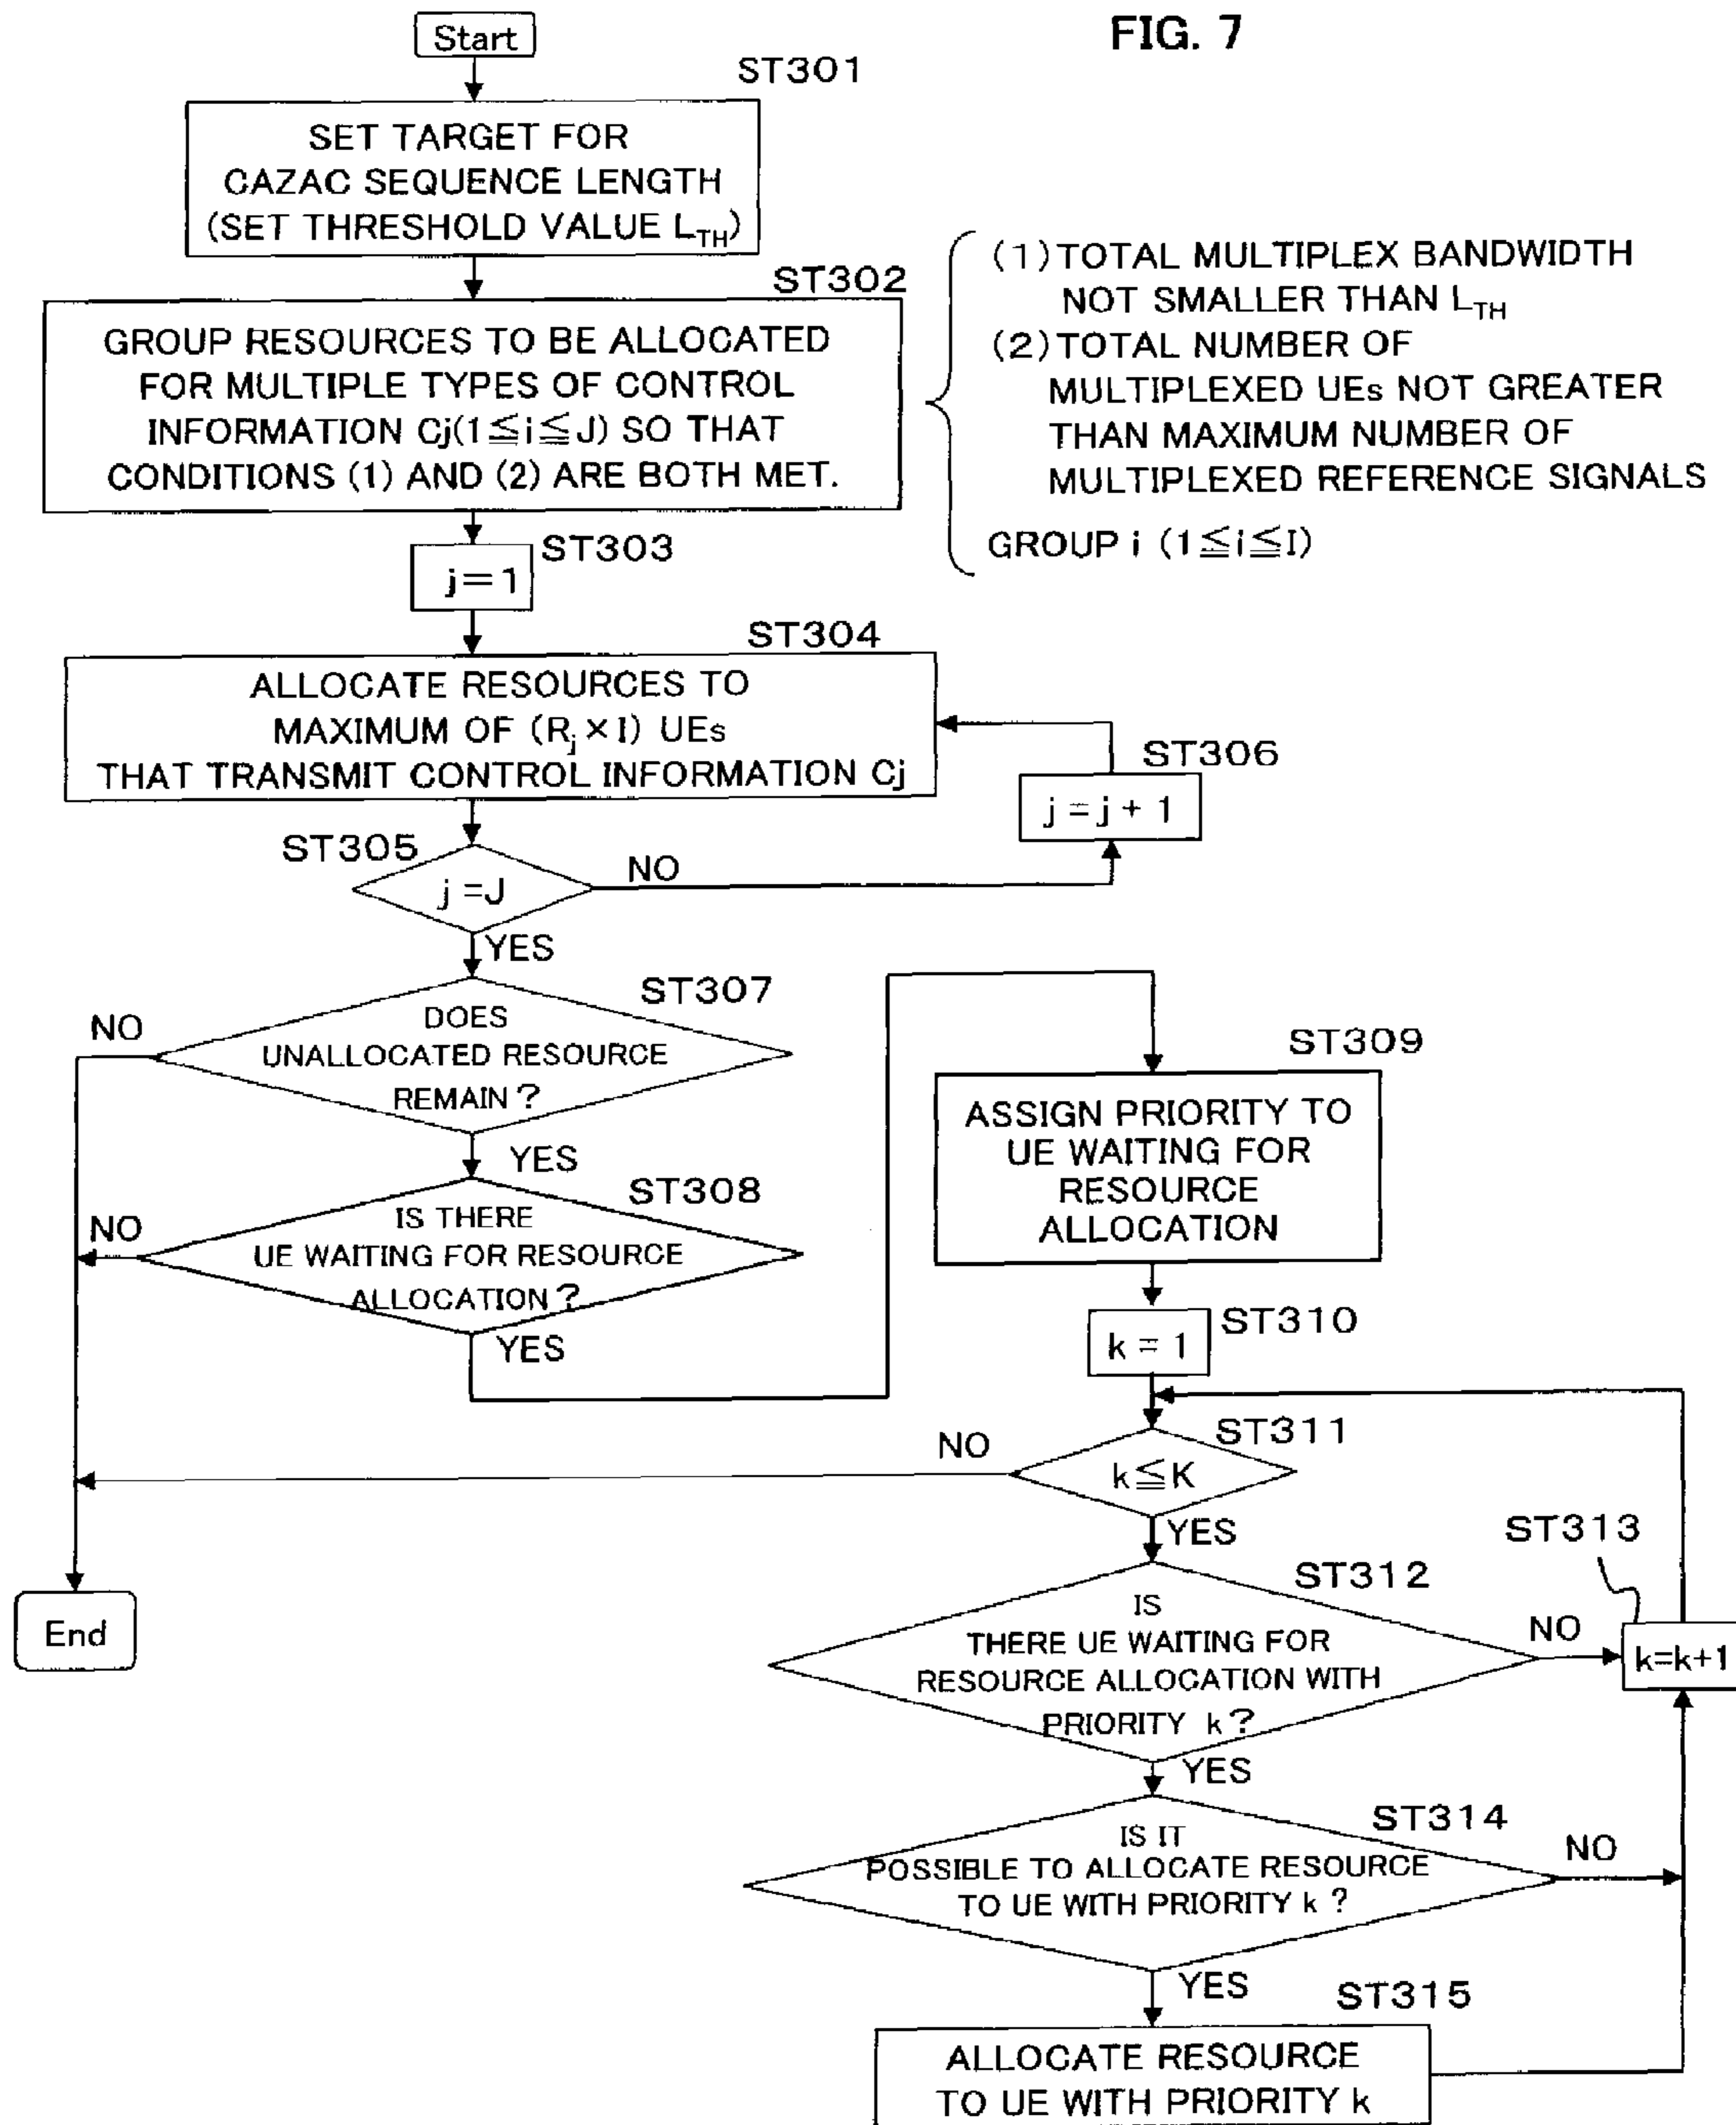 FIG. 7
Start
ST301
SET TARGET FOR
CAZAC SEQUENCE LENGTH
(SET THRESHOLD VALUE L_TH)
ST302
GROUP RESOURCES TO BE ALLOCATED
FOR MULTIPLE TYPES OF CONTROL
INFORMATION Cj(1≦i≦J) SO THAT
CONDITIONS (1) AND (2) ARE BOTH MET.
(1) TOTAL MULTIPLEX BANDWIDTH
NOT SMALLER THAN L_TH
(2) TOTAL NUMBER OF
MULTIPLEXED UEs NOT GREATER
THAN MAXIMUM NUMBER OF
MULTIPLEXED REFERENCE SIGNALS
GROUP i (1≦i≦I)
ST303
j=1
ST304
ALLOCATE RESOURCES TO
MAXIMUM OF (R_j × I) UEs
THAT TRANSMIT CONTROL INFORMATION Cj
ST306
j = j + 1
ST305
j =J
NO
YES
ST307
DOES
UNALLOCATED RESOURCE
REMAIN ?
NO
YES
ST308
IS THERE
UE WAITING FOR RESOURCE
ALLOCATION ?
NO
YES
ST309
ASSIGN PRIORITY TO
UE WAITING FOR
RESOURCE
ALLOCATION
ST310
k = 1
ST311
k≦K
NO
YES
ST312
IS
THERE UE WAITING FOR
RESOURCE ALLOCATION WITH
PRIORITY k ?
NO
YES
ST313
k=k+1
End
ST314
IS IT
POSSIBLE TO ALLOCATE RESOURCE
TO UE WITH PRIORITY k ?
NO
YES
ST315
ALLOCATE RESOURCE
TO UE WITH PRIORITY k